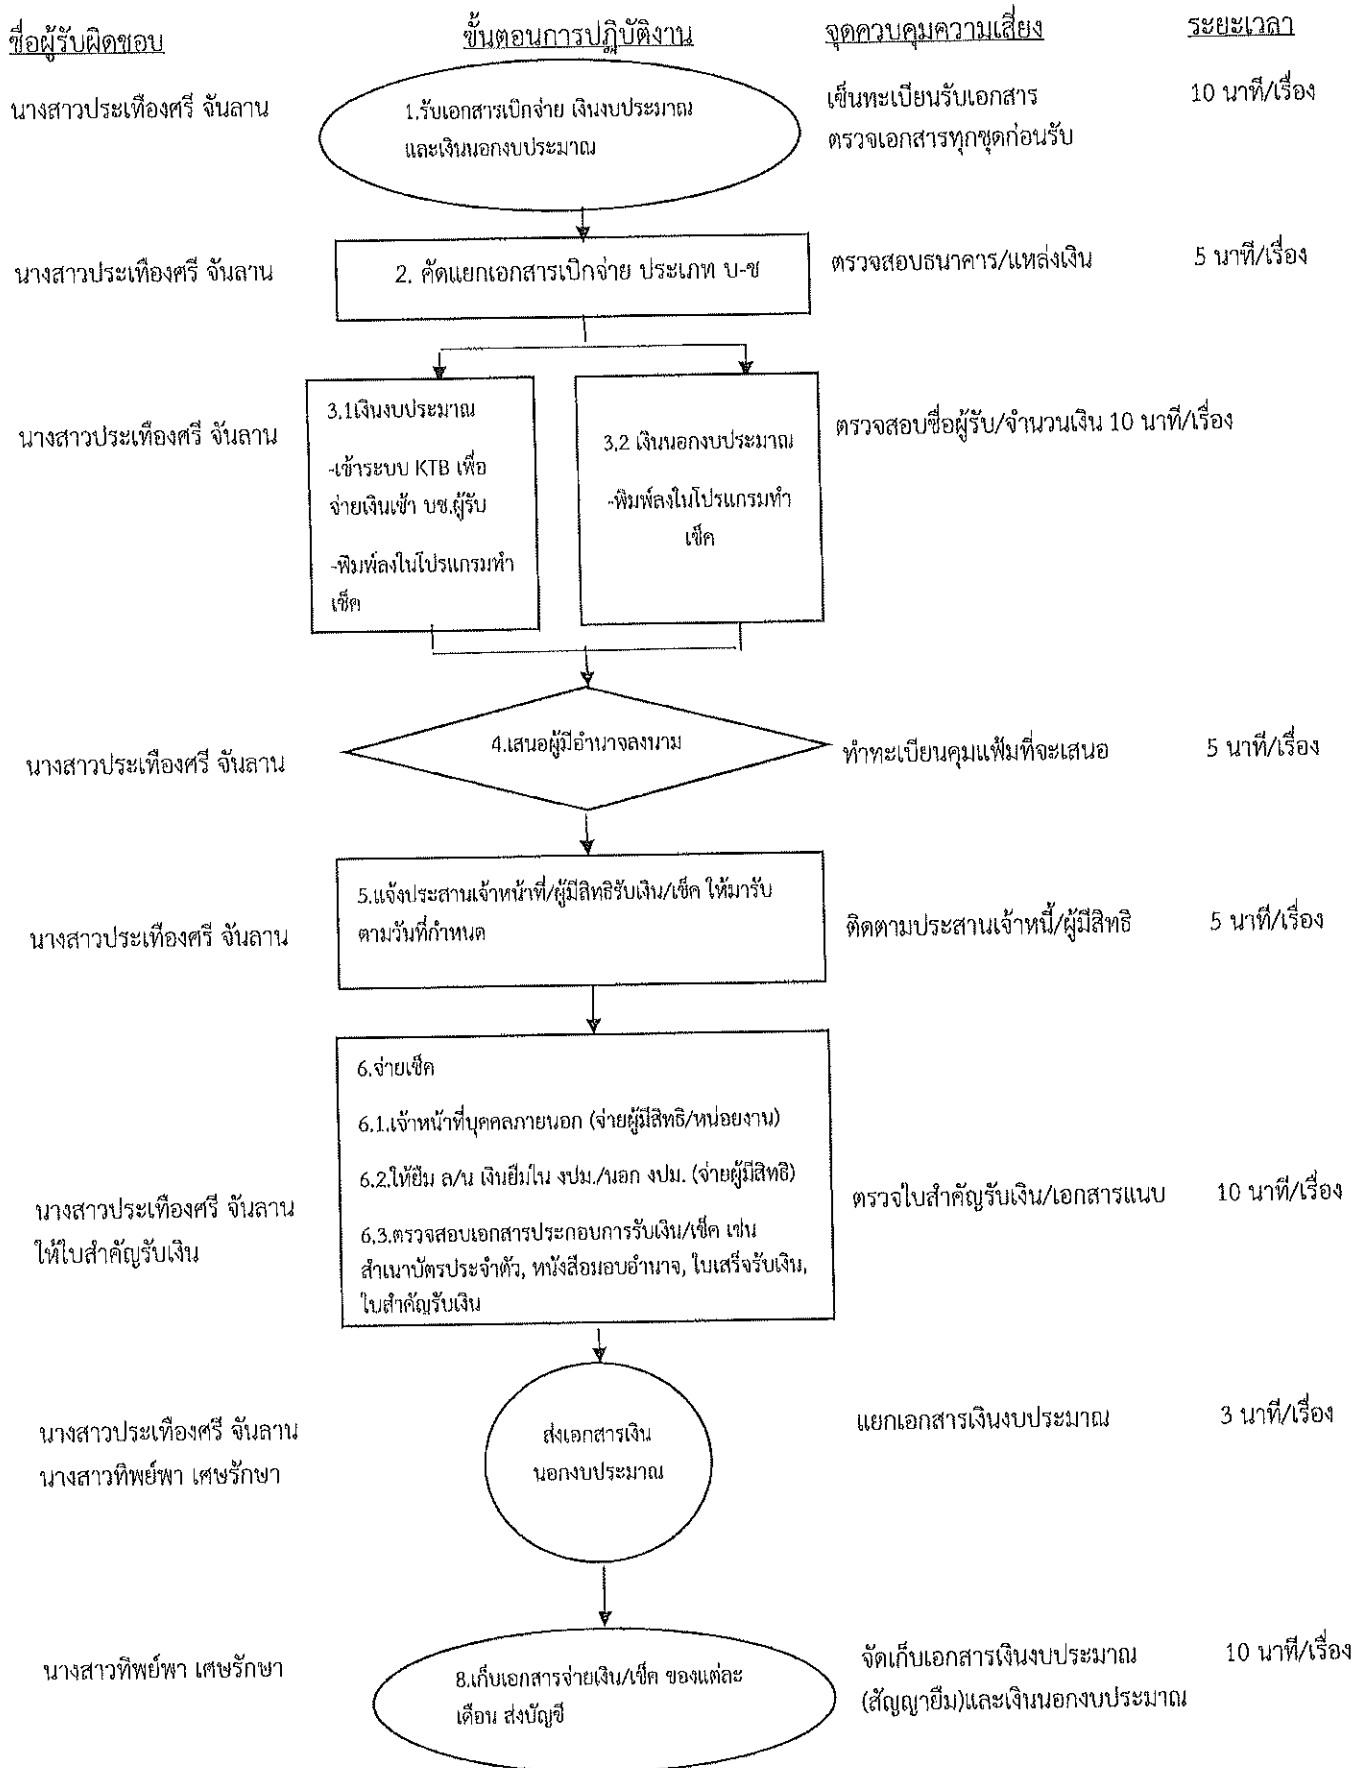 ชื่อผู้รับผิดชอบ ขั้นตอนการปฏิบัติงาน จุดควบคุมความเสี่ยง ระยะเวลา
นางสาวประเทืองศรี จันลาน 1.รับเอกสารเบิกจ่าย เงินงบประมาณ เซ็นทะเบียนรับเอกสาร 10 นาที/เรื่อง
และเงินนอกงบประมาณ ตรวจเอกสารทุกชุดก่อนรับ
นางสาวประเทืองศรี จันลาน 2. คัดแยกเอกสารเบิกจ่าย ประเภท บ-ช ตรวจสอบธนาคาร/แหล่งเงิน 5 นาที/เรื่อง
นางสาวประเทืองศรี จันลาน
3.1เงินงบประมาณ
-เข้าระบบ KTB เพื่อ
จ่ายเงินเข้า บช.ผู้รับ
-พิมพ์ลงในโปรแกรมทำ
เช็ค
3.2 เงินนอกงบประมาณ
-พิมพ์ลงในโปรแกรมทำ
เช็ค
ตรวจสอบชื่อผู้รับ/จำนวนเงิน 10 นาที/เรื่อง
นางสาวประเทืองศรี จันลาน 4.เสนอผู้มีอำนาจลงนาม ทำทะเบียนคุมแฟ้มที่จะเสนอ 5 นาที/เรื่อง
นางสาวประเทืองศรี จันลาน
5.แจ้งประสานเจ้าหน้าที่/ผู้มีสิทธิรับเงิน/เช็ค ให้มารับ
ตามวันที่กำหนด
ติดตามประสานเจ้าหนี้/ผู้มีสิทธิ 5 นาที/เรื่อง
นางสาวประเทืองศรี จันลาน
ให้ใบสำคัญรับเงิน
6.จ่ายเช็ค
6.1.เจ้าหน้าที่บุคคลภายนอก (จ่ายผู้มีสิทธิ/หน่อยงาน)
6.2.ให้ยืม ล/น เงินยืมใน งปม./นอก งปม. (จ่ายผู้มีสิทธิ)
6.3.ตรวจสอบเอกสารประกอบการรับเงิน/เช็ค เช่น
สำเนาบัตรประจำตัว, หนังสือมอบอำนาจ, ใบเสร็จรับเงิน,
ใบสำคัญรับเงิน
ตรวจใบสำคัญรับเงิน/เอกสารแนบ 10 นาที/เรื่อง
นางสาวประเทืองศรี จันลาน
นางสาวทิพย์พา เศษรักษา
ส่งเอกสารเงิน
นอกงบประมาณ
แยกเอกสารเงินงบประมาณ 3 นาที/เรื่อง
นางสาวทิพย์พา เศษรักษา
8.เก็บเอกสารจ่ายเงิน/เช็ค ของแต่ละ
เดือน ส่งบัญชี
จัดเก็บเอกสารเงินงบประมาณ 10 นาที/เรื่อง
(สัญญายืม)และเงินนอกงบประมาณ